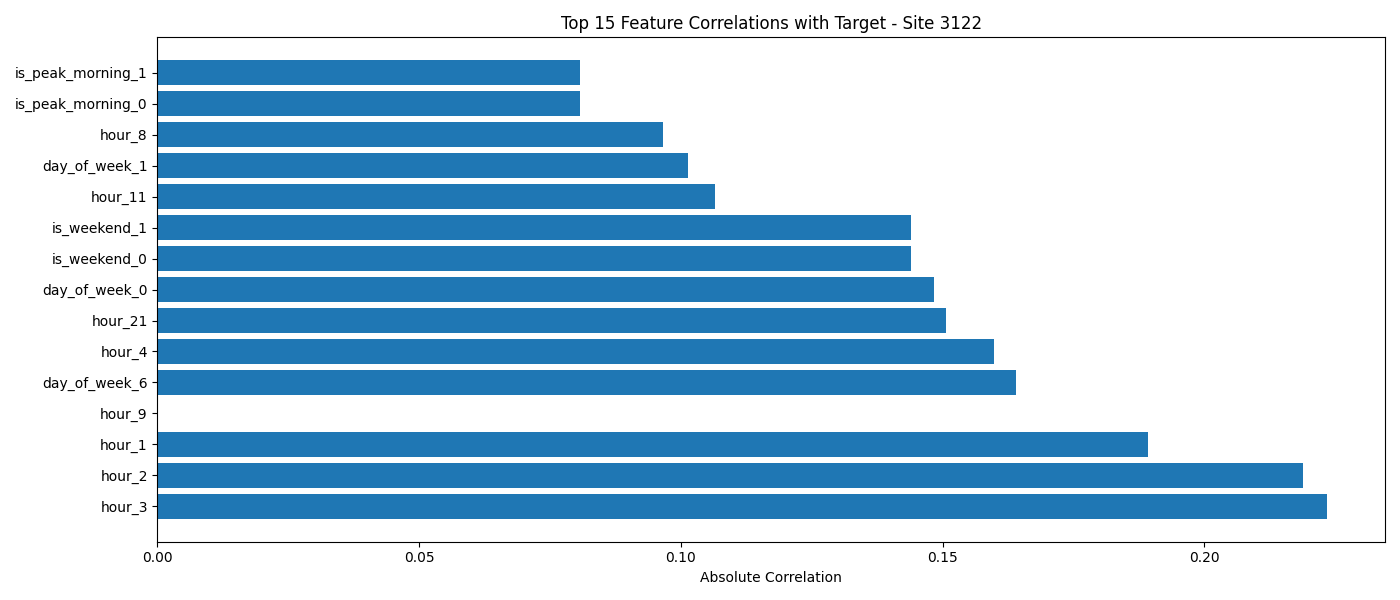 Top 15 Feature Correlations with Target - Site 3122
is_peak_morning_1
is_peak_morning_0
hour_8
day_of_week_1
hour_11
is_weekend_1
is_weekend_0
day_of_week_0
hour_21
hour_4
day_of_week_6
hour_9
hour_1
hour_2
hour_3
0.00 0.05 0.10 0.15 0.20
Absolute Correlation